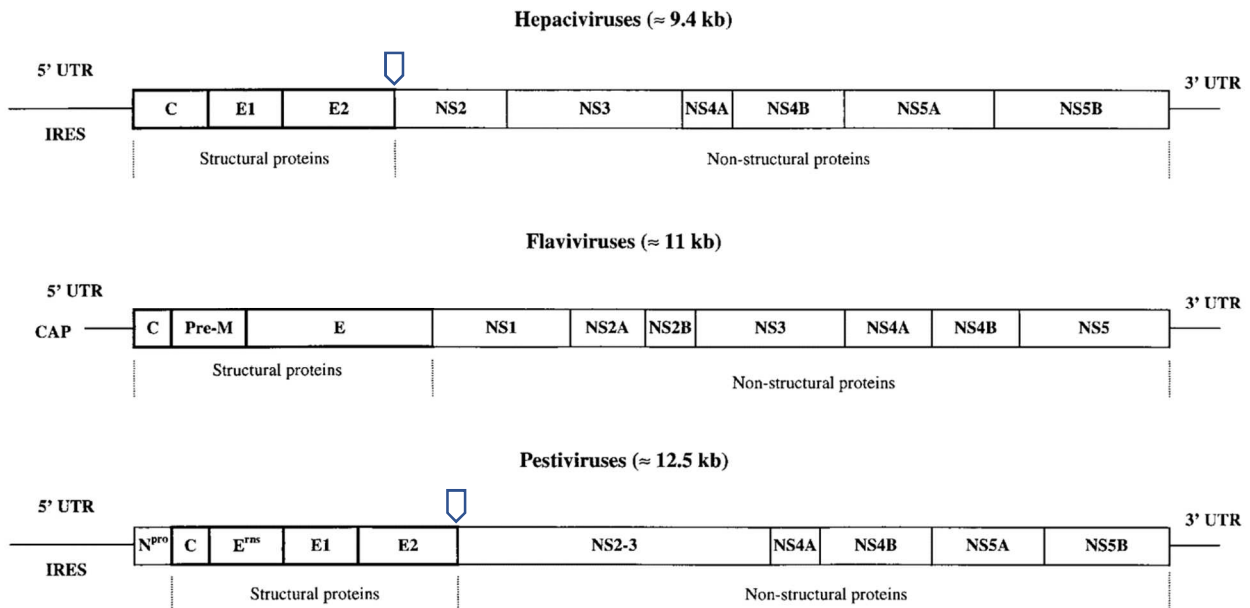 Hepaciviruses (≈ 9.4 kb)
5’ UTR
3’ UTR
C E1 E2 NS2 NS3 NS4A NS4B NS5A NS5B
IRES
Structural proteins Non-structural proteins
Flaviviruses (≈ 11 kb)
5’ UTR
3’ UTR
CAP C Pre-M E NS1 NS2A NS2B NS3 NS4A NS4B NS5
Structural proteins Non-structural proteins
Pestiviruses (≈ 12.5 kb)
5’ UTR
3’ UTR
Npro C Erns E1 E2 NS2-3 NS4A NS4B NS5A NS5B
IRES
Structural proteins Non-structural proteins